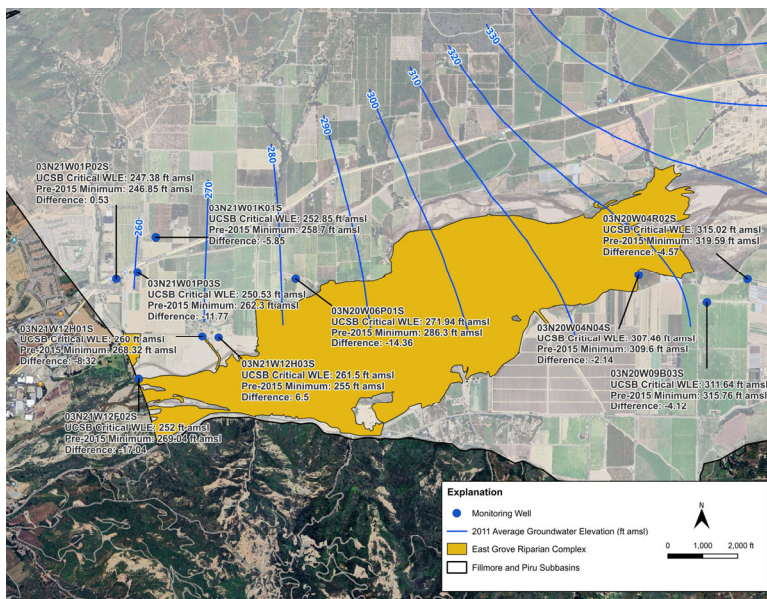 330
320
310
300
290
280
270
260
03N21W01P02S
UCSB Critical WLE: 247.38 ft amsl
Pre-2015 Minimum: 246.85 ft amsl
Difference: 0.53
03N21W01K01S
UCSB Critical WLE: 252.85 ft amsl
Pre-2015 Minimum: 258.7 ft amsl
Difference: -5.85
03N20W04R02S
UCSB Critical WLE: 315.02 ft amsl
Pre-2015 Minimum: 319.59 ft amsl
Difference: -4.57
03N21W01P03S
UCSB Critical WLE: 250.53 ft amsl
Pre-2015 Minimum: 262.3 ft amsl
Difference: -11.77
03N20W06P01S
UCSB Critical WLE: 271.94 ft amsl
Pre-2015 Minimum: 286.3 ft amsl
Difference: -14.36
03N21W12H01S
UCSB Critical WLE: 260 ft amsl
Pre-2015 Minimum: 268.32 ft amsl
Difference: -8.32
03N20W04N04S
UCSB Critical WLE: 307.46 ft amsl
Pre-2015 Minimum: 309.6 ft amsl
Difference: -2.14
03N21W12H03S
UCSB Critical WLE: 261.5 ft amsl
Pre-2015 Minimum: 255 ft amsl
Difference: 6.5
03N20W09B03S
UCSB Critical WLE: 311.64 ft amsl
Pre-2015 Minimum: 315.76 ft amsl
Difference: -4.12
03N21W12F02S
UCSB Critical WLE: 252 ft amsl
Pre-2015 Minimum: 269.04 ft amsl
Difference: -17.04
Explanation
Monitoring Well
2011 Average Groundwater Elevation (ft amsl)
East Grove Riparian Complex
Fillmore and Piru Subbasins
N
0 1,000 2,000 ft